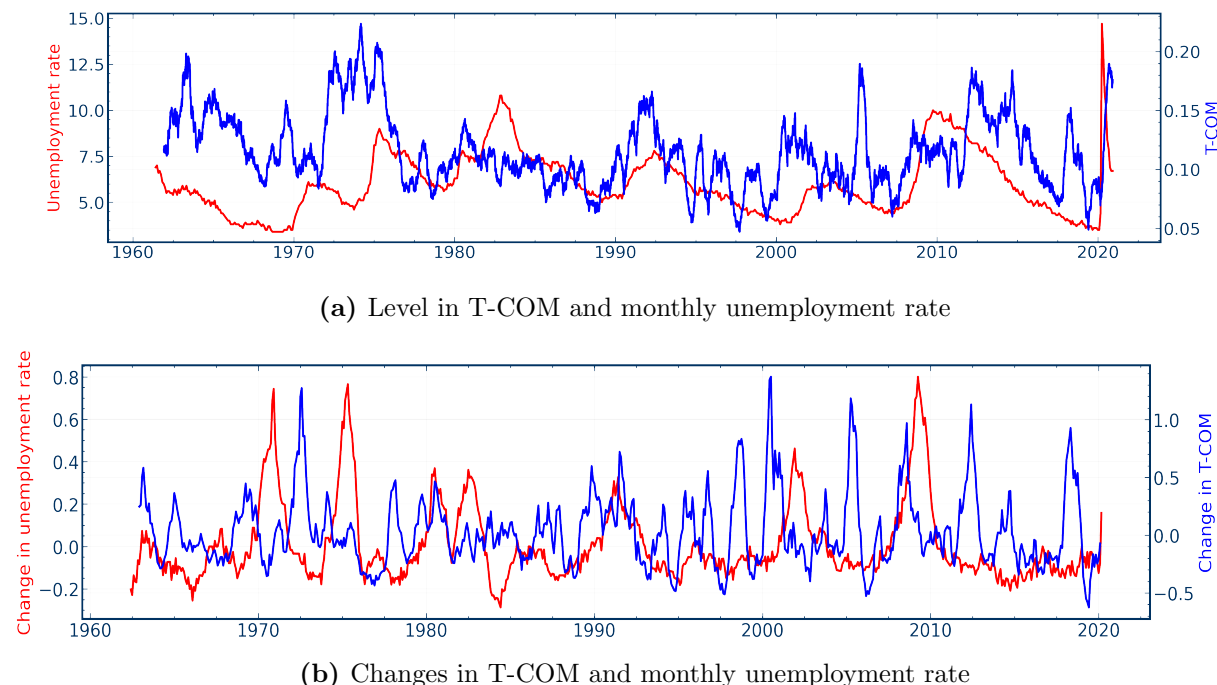 15.0
12.5
10.0
7.5
5.0
Unemployment rate
0.20
0.15
0.10
0.05
T-COM
1960 1970 1980 1990 2000 2010 2020
(a) Level in T-COM and monthly unemployment rate
0.8
0.6
0.4
0.2
0.0
−0.2
Change in unemployment rate
1.0
0.5
0.0
−0.5
Change in T-COM
1960 1970 1980 1990 2000 2010 2020
(b) Changes in T-COM and monthly unemployment rate